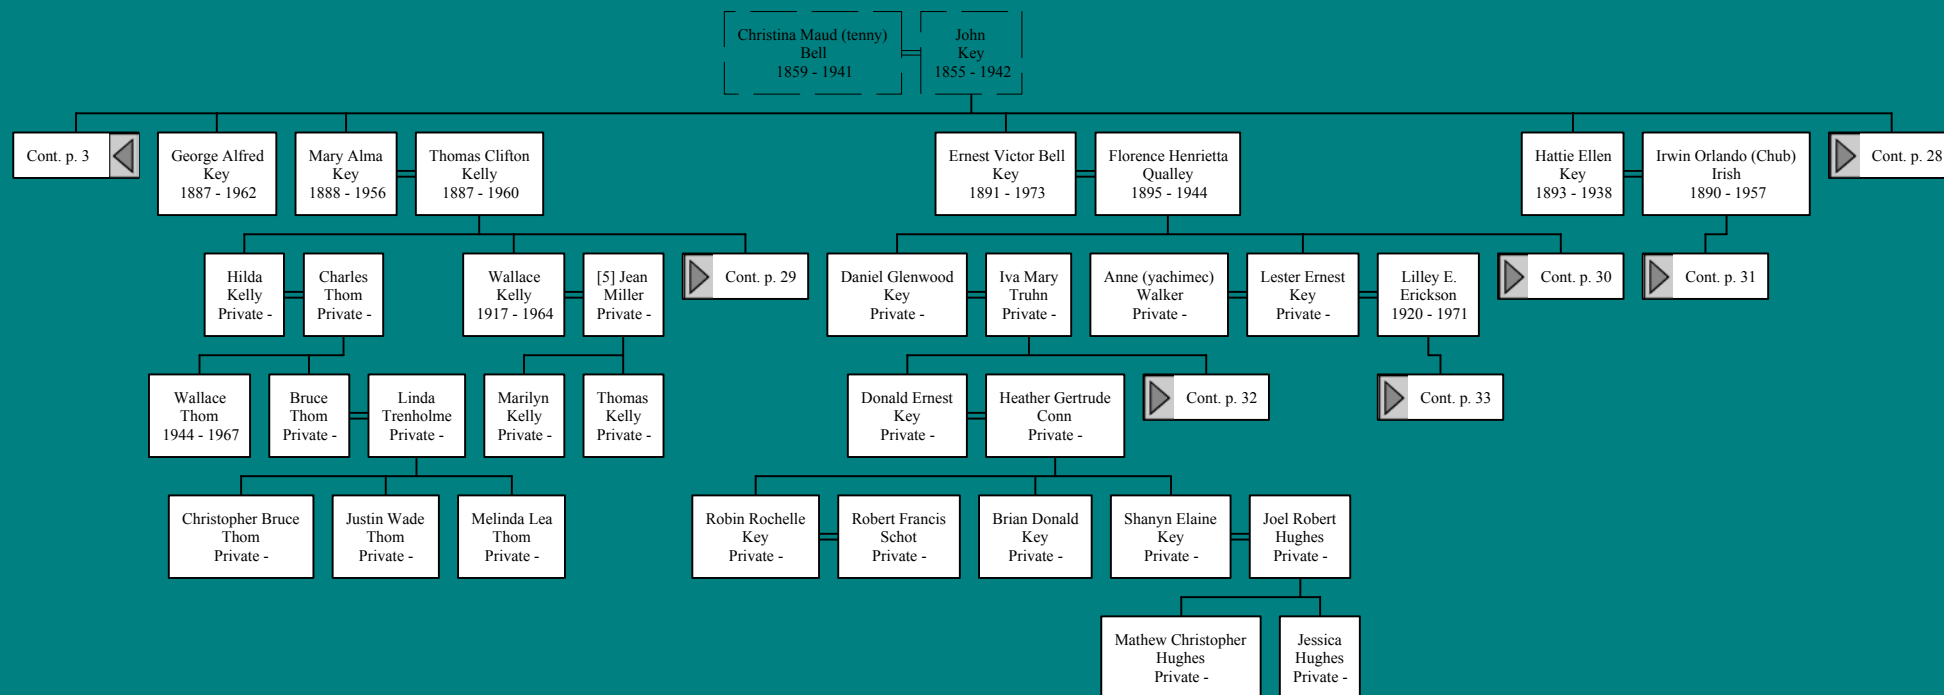 Christina Maud (tenny)
Bell
1859 - 1941
John
Key
1855 - 1942
Cont. p. 3
George Alfred
Key
1887 - 1962
Mary Alma
Key
1888 - 1956
Thomas Clifton
Kelly
1887 - 1960
Ernest Victor Bell
Key
1891 - 1973
Florence Henrietta
Qualley
1895 - 1944
Hattie Ellen
Key
1893 - 1938
Irwin Orlando (Chub)
Irish
1890 - 1957
Cont. p. 28
Hilda
Kelly
Private -
Charles
Thom
Private -
Wallace
Kelly
1917 - 1964
[5] Jean
Miller
Private -
Cont. p. 29
Daniel Glenwood
Key
Private -
Iva Mary
Truhn
Private -
Anne (yachimec)
Walker
Private -
Lester Ernest
Key
Private -
Lilley E.
Erickson
1920 - 1971
Cont. p. 30
Cont. p. 31
Wallace
Thom
1944 - 1967
Bruce
Thom
Private -
Linda
Trenholme
Private -
Marilyn
Kelly
Private -
Thomas
Kelly
Private -
Donald Ernest
Key
Private -
Heather Gertrude
Conn
Private -
Cont. p. 32
Cont. p. 33
Christopher Bruce
Thom
Private -
Justin Wade
Thom
Private -
Melinda Lea
Thom
Private -
Robin Rochelle
Key
Private -
Robert Francis
Schot
Private -
Brian Donald
Key
Private -
Shanyn Elaine
Key
Private -
Joel Robert
Hughes
Private -
Mathew Christopher
Hughes
Private -
Jessica
Hughes
Private -